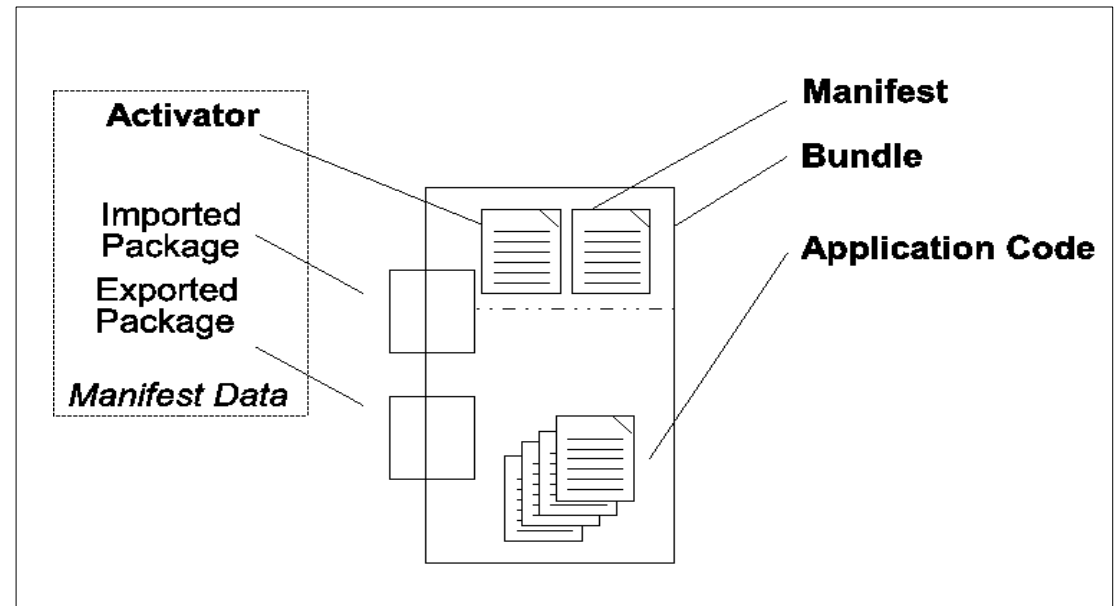 Activator
Imported
Package
Exported
Package
Manifest Data
Manifest
Bundle
Application Code